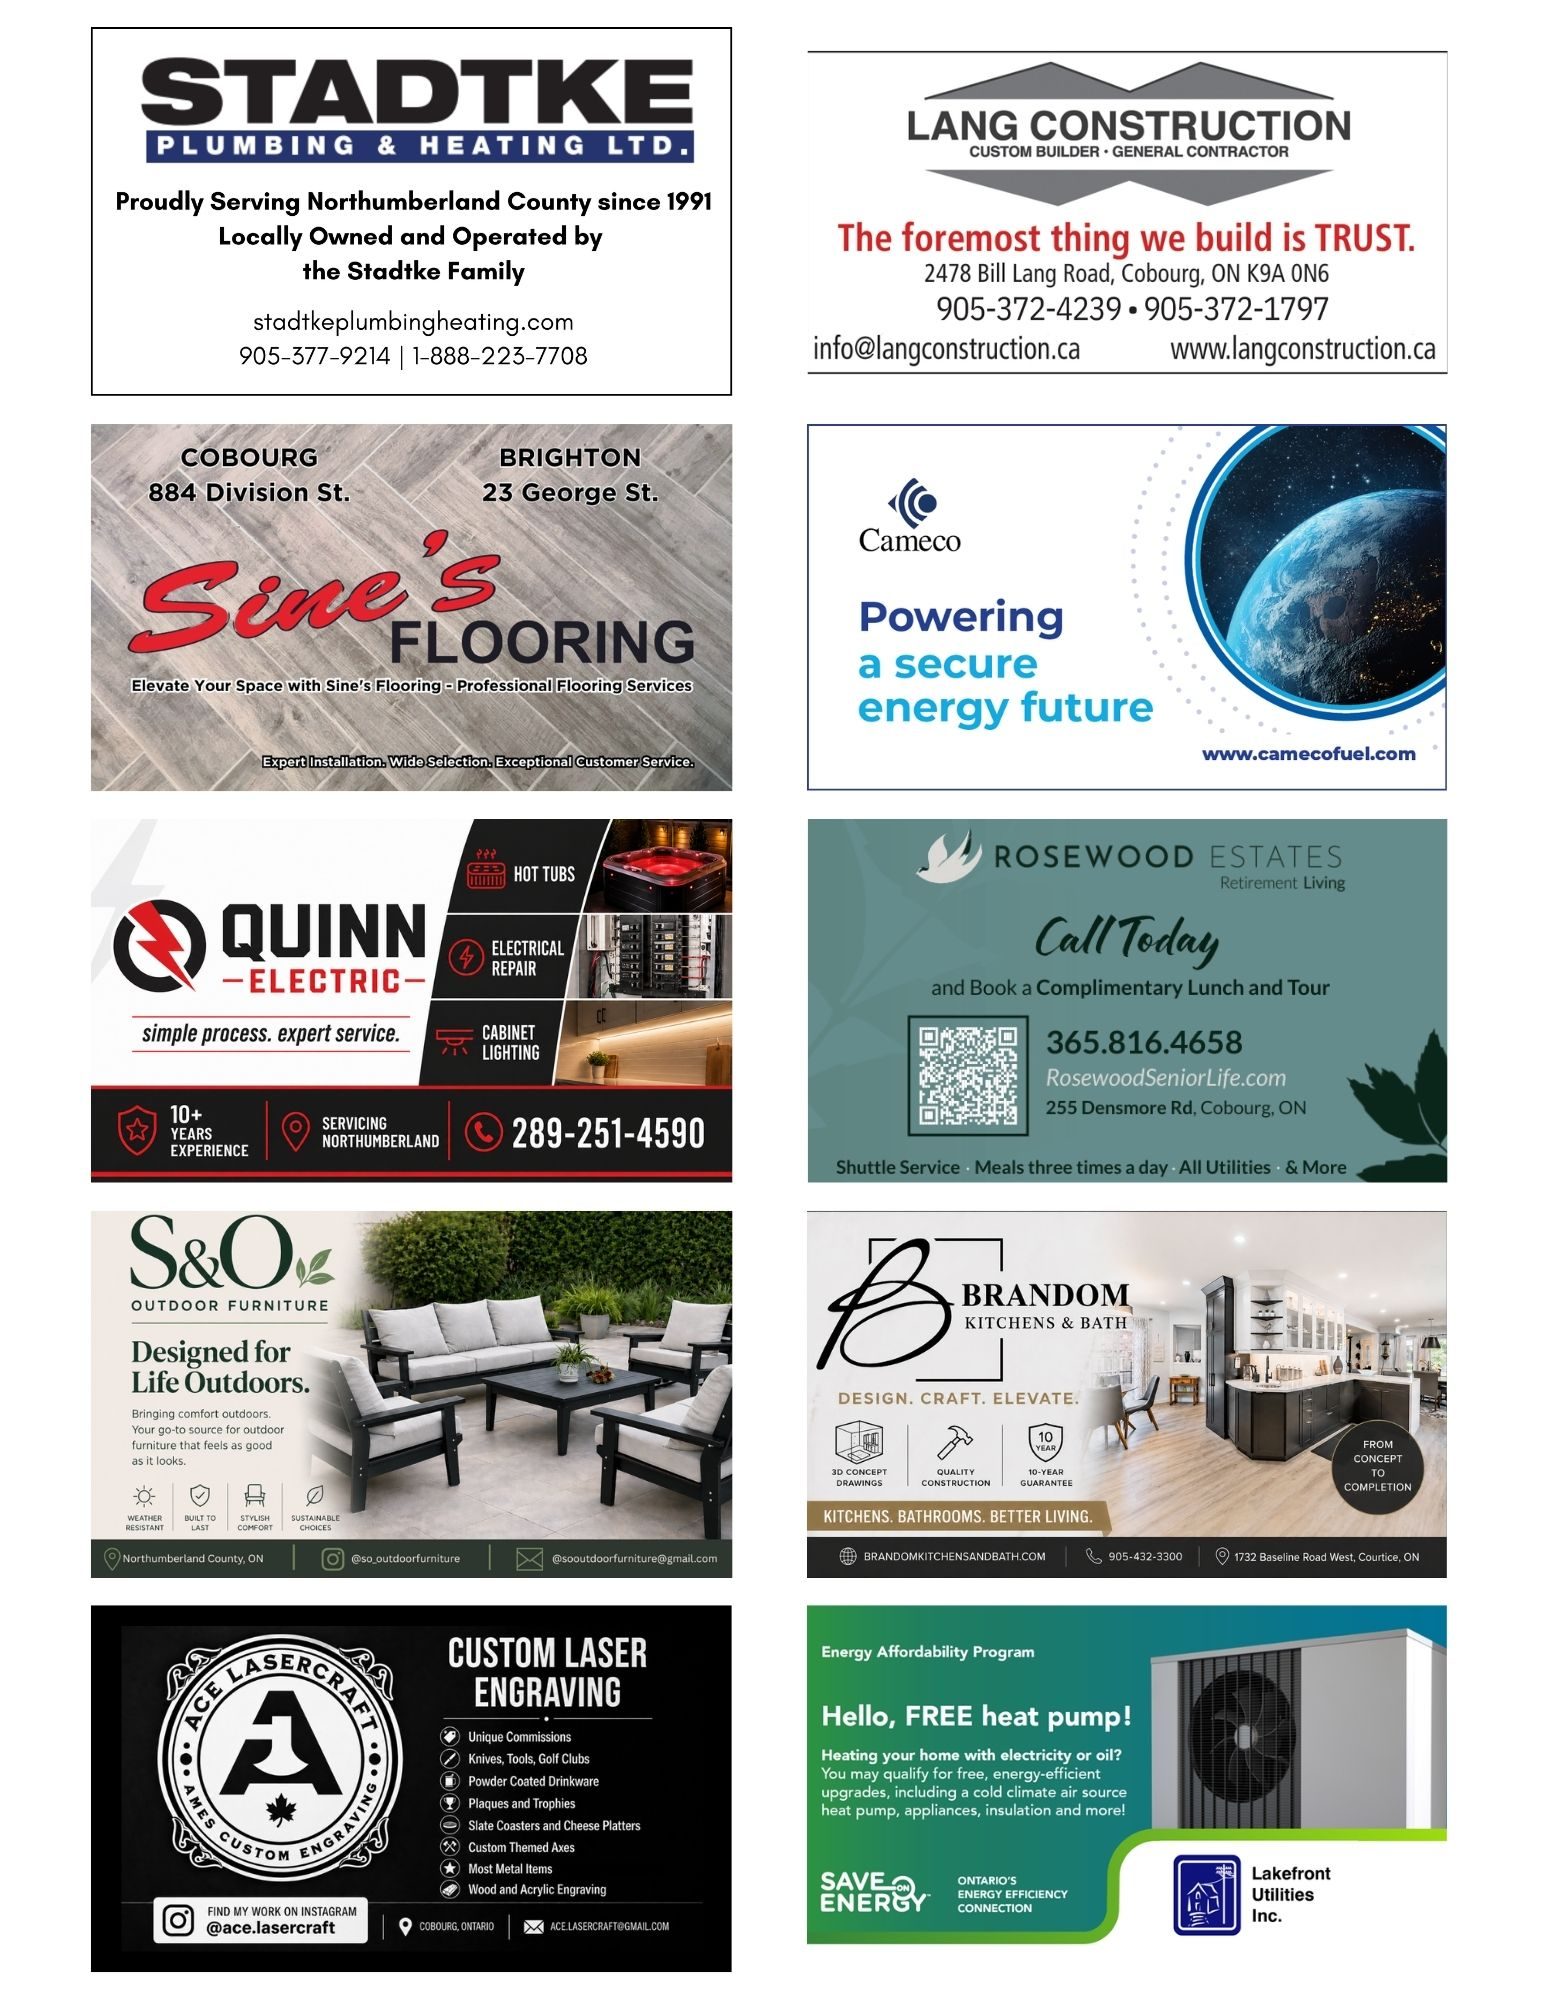 STADTKE
PLUMBING & HEATING LTD.
Proudly Serving Northumberland County since 1991
Locally Owned and Operated by
the Stadtke Family
stadtkeplumbingheating.com
905-377-9214 | 1-888-223-7708
LANG CONSTRUCTION
CUSTOM BUILDER • GENERAL CONTRACTOR
The foremost thing we build is TRUST.
2478 Bill Lang Road, Cobourg, ON K9A 0N6
905-372-4239 • 905-372-1797
info@langconstruction.ca www.langconstruction.ca
COBOURG
884 Division St.
BRIGHTON
23 George St.
Sine's
FLOORING
Elevate Your Space with Sine's Flooring - Professional Flooring Services
Expert Installation. Wide Selection. Exceptional Customer Service.
Cameco
Powering
a secure
energy future
www.camecofuel.com
QUINN
ELECTRIC
simple process. expert service.
HOT TUBS
ELECTRICAL
REPAIR
CABINET
LIGHTING
10+
YEARS
EXPERIENCE
SERVICING
NORTHUMBERLAND
289-251-4590
ROSEWOOD ESTATES
Retirement Living
Call Today
and Book a Complimentary Lunch and Tour
365.816.4658
RosewoodSeniorLife.com
255 Densmore Rd, Cobourg, ON
Shuttle Service · Meals three times a day · All Utilities · & More
S&O
OUTDOOR FURNITURE
Designed for
Life Outdoors.
Bringing comfort outdoors.
Your go-to source for outdoor
furniture that feels as good
as it looks.
WEATHER
RESISTANT
BUILT TO
LAST
STYLISH
COMFORT
SUSTAINABLE
CHOICES
Northumberland County, ON
@so_outdoorfurniture
@sooutdoorfurniture@gmail.com
B
BRANDOM
KITCHENS & BATH
DESIGN. CRAFT. ELEVATE.
3D CONCEPT
DRAWINGS
QUALITY
CONSTRUCTION
10
YEAR
10-YEAR
GUARANTEE
FROM
CONCEPT
TO
COMPLETION
KITCHENS. BATHROOMS. BETTER LIVING.
BRANDOMKITCHENSANDBATH.COM
905-432-3300
1732 Baseline Road West, Courtice, ON
ACE LASERCRAFT
A
AMES CUSTOM ENGRAVING
CUSTOM LASER
ENGRAVING
Unique Commissions
Knives, Tools, Golf Clubs
Powder Coated Drinkware
Plaques and Trophies
Slate Coasters and Cheese Platters
Custom Themed Axes
Most Metal Items
Wood and Acrylic Engraving
FIND MY WORK ON INSTAGRAM
@ace.lasercraft
COBOURG, ONTARIO
ACE.LASERCRAFT@GMAIL.COM
Energy Affordability Program
Hello, FREE heat pump!
Heating your home with electricity or oil?
You may qualify for free, energy-efficient
upgrades, including a cold climate air source
heat pump, appliances, insulation and more!
SAVE ON
ENERGY
ONTARIO'S
ENERGY EFFICIENCY
CONNECTION
Lakefront
Utilities
Inc.